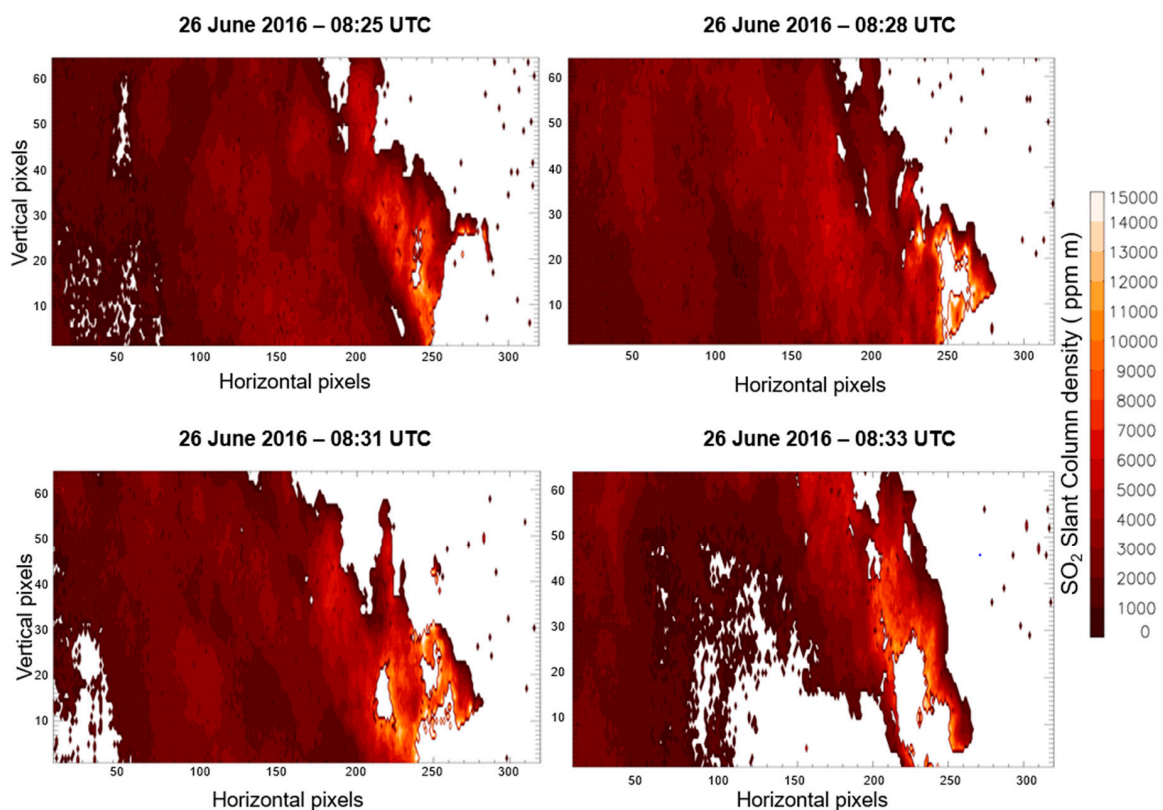 26 June 2016 – 08:25 UTC
26 June 2016 – 08:28 UTC
Vertical pixels
60
50
40
30
20
10
50 100 150 200 250 300
Horizontal pixels
60
50
40
30
20
10
50 100 150 200 250 300
Horizontal pixels
26 June 2016 – 08:31 UTC
26 June 2016 – 08:33 UTC
Vertical pixels
60
50
40
30
20
10
50 100 150 200 250 300
Horizontal pixels
60
50
40
30
20
10
50 100 150 200 250 300
Horizontal pixels
SO2 Slant Column density ( ppm m)
15000
14000
13000
12000
11000
10000
9000
8000
7000
6000
5000
4000
3000
2000
1000
0